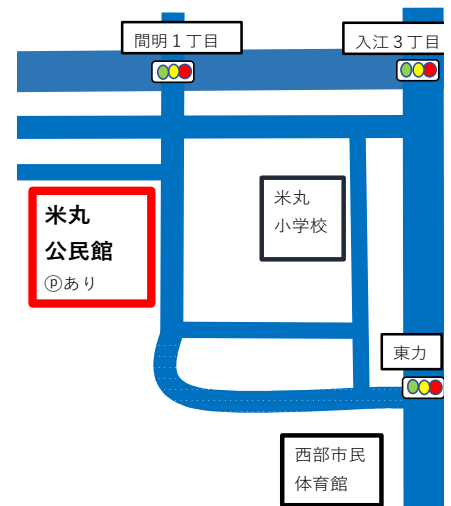 間明１丁目
入江３丁目
米丸
公民館
ⓟあり
米丸
小学校
東力
西部市民
体育館